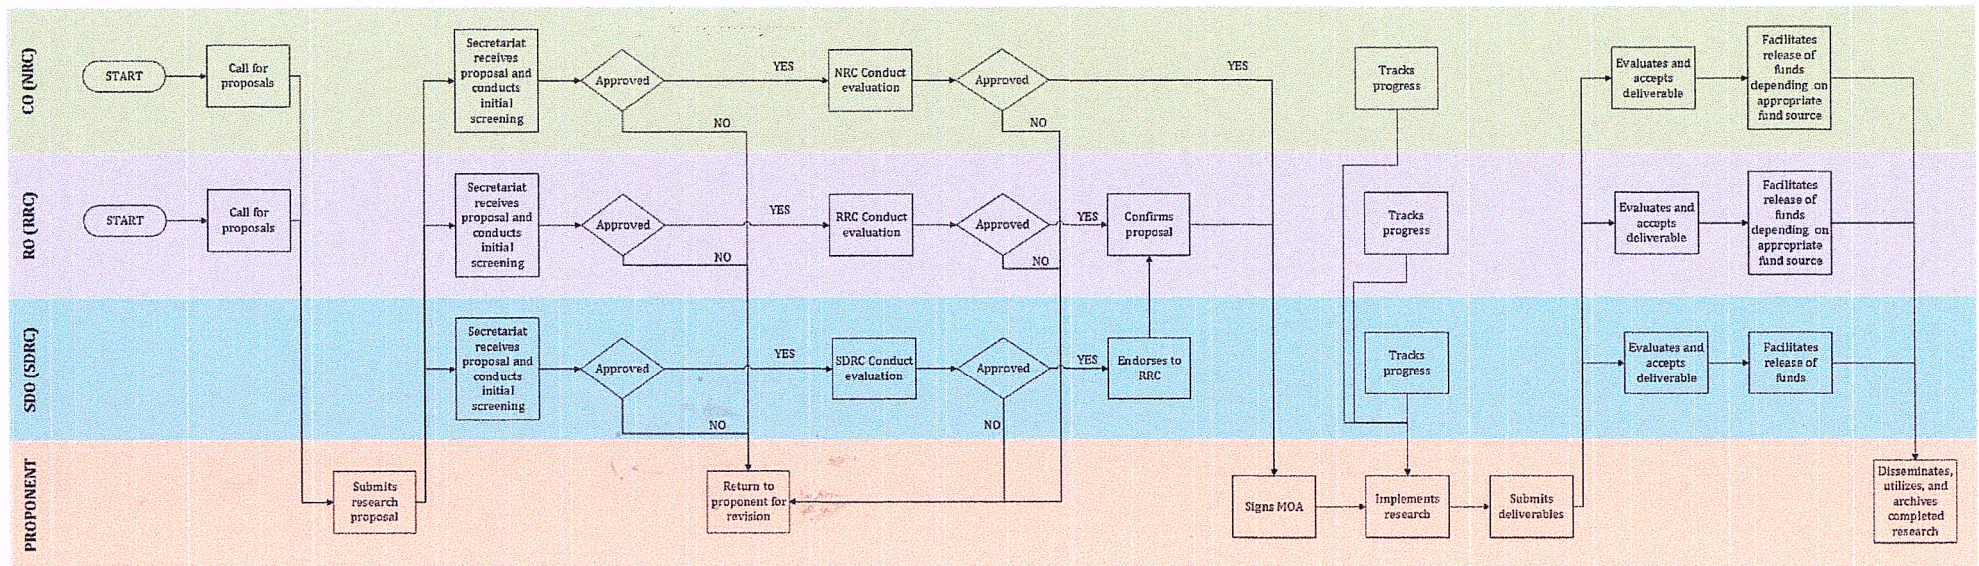 CO (NRC)
START
Call for
proposals
Secretariat
receives
proposal and
conducts
initial
screening
Approved
YES
NO
NRC Conduct
evaluation
Approved
YES
NO
Tracks
progress
Evaluates and
accepts
deliverable
Facilitates
release of
funds
depending on
appropriate
fund source
RO (RRC)
START
Call for
proposals
Secretariat
receives
proposal and
conducts
initial
screening
Approved
YES
NO
RRC Conduct
evaluation
Approved
YES
NO
Confirms
proposal
Tracks
progress
Evaluates and
accepts
deliverable
Facilitates
release of
funds
depending on
appropriate
fund source
SDO (SDRC)
Secretariat
receives
proposal and
conducts
initial
screening
Approved
YES
NO
SDRC Conduct
evaluation
Approved
YES
NO
Endorses to
RRC
Tracks
progress
Evaluates and
accepts
deliverable
Facilitates
release of
funds
PROPONENT
Submits
research
proposal
Return to
proponent for
revision
Signs MOA
Implements
research
Submits
deliverables
Disseminates,
utilizes, and
archives
completed
research